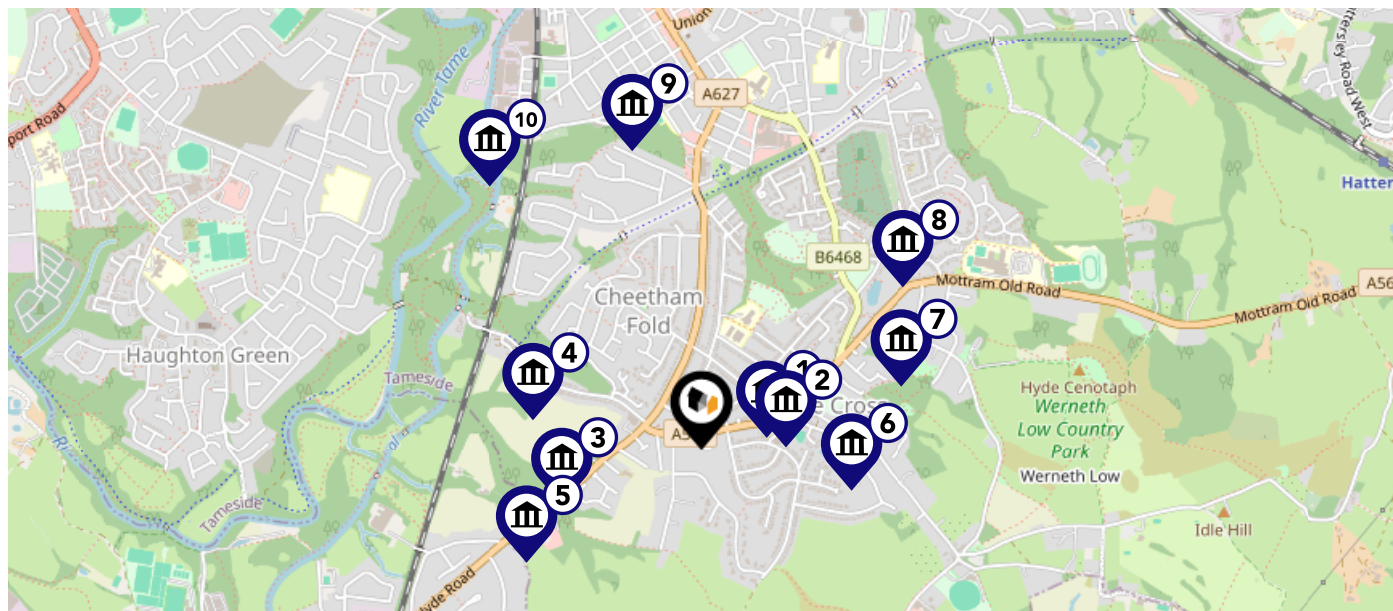 Union
River Tame
A627
9
10
port Road
ttersley Road West
Hatter
8
B6468
Mottram Old Road
A56
Mottram Old Road
Cheetham
Fold
7
Haughton Green
4
Tameside
1
2
Hyde Cenotaph
Werneth
Low Country
Park
Werneth Low
e Cross
6
3
5
Tameside
Idle Hill
yde Road